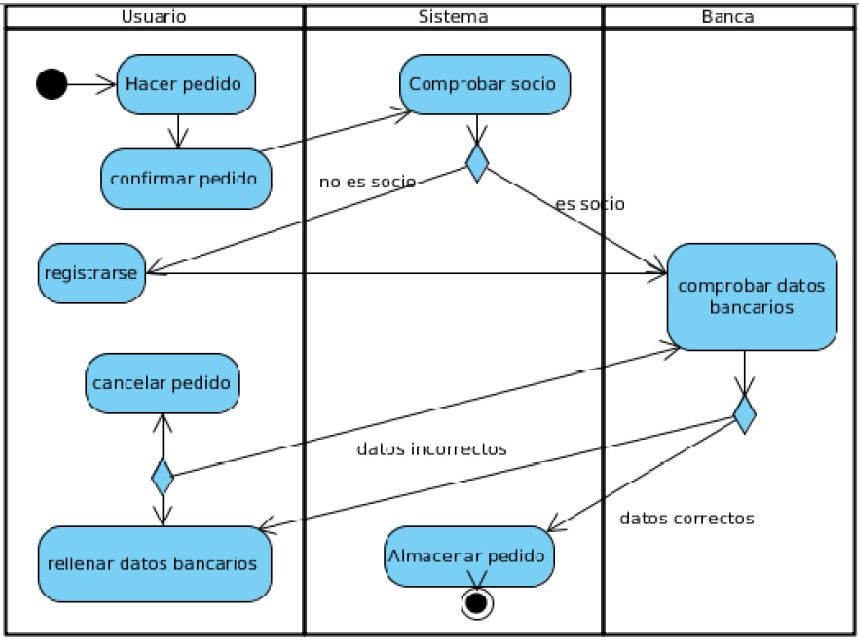 Usuario
Sistema
Banca
Hacer pedido
Comprobar socio
confirmar pedido
no es socio
es socio
registrarse
comprobar datos
bancarios
cancelar pedido
datos incorrectos
datos correctos
rellenar datos bancarios
Almacenar pedido